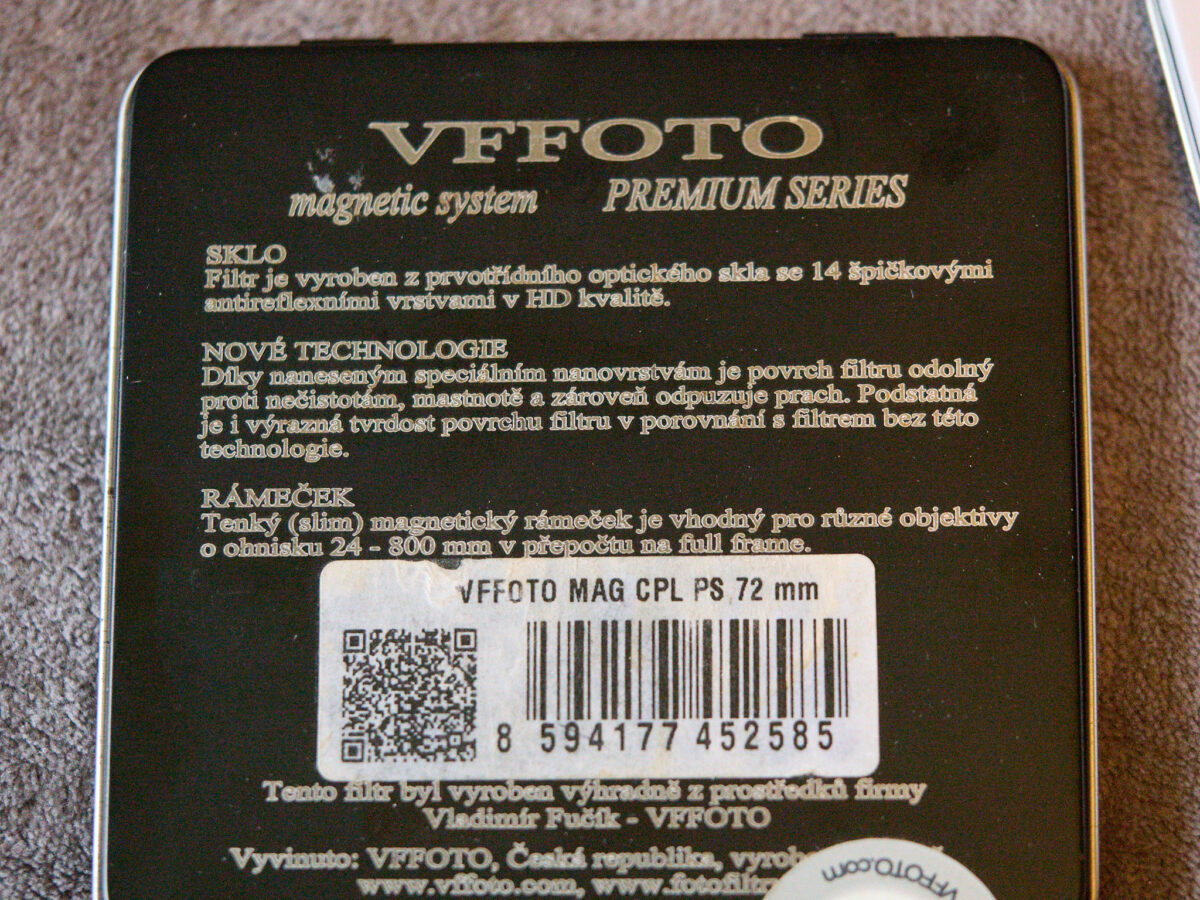 VFFOTO
magnetic system PREMIUM SERIES
SKLO
Filtr je vyroben z prvotřídního optického skla se 14 špičkovými
antireflexními vrstvami v HD kvalitě.
NOVÉ TECHNOLOGIE
Díky naneseným speciálním nanovrstvám je povrch filtru odolný
proti nečistotám, mastnotě a zároveň odpuzuje prach. Podstatná
je i výrazná tvrdost povrchu filtru v porovnání s filtrem bez této
technologie.
RÁMEČEK
Tenký (slim) magnetický rámeček je vhodný pro různé objektivy
o ohnisku 24 - 800 mm v přepočtu na full frame.
VFFOTO MAG CPL PS 72 mm
8 594177 452585
Tento filtr byl vyroben výhradně z prostředků firmy
Vladimír Fučík - VFFOTO
Vyvinuto: VFFOTO, Česká republika,
www.vffoto.com,
VFFOTO.com